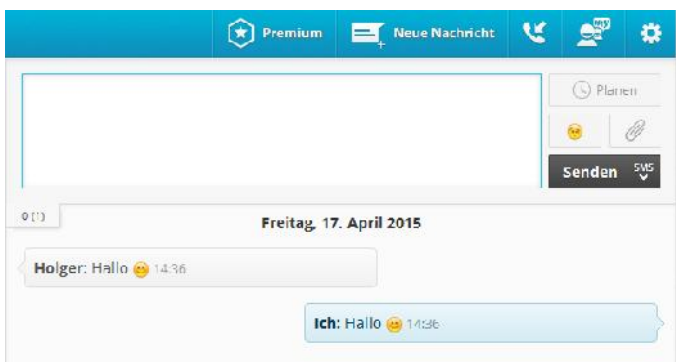 Premium Neue Nachricht my
Planen
Senden SMS
0 (1)
Freitag, 17. April 2015
Holger: Hallo 14:36
Ich: Hallo 14:36